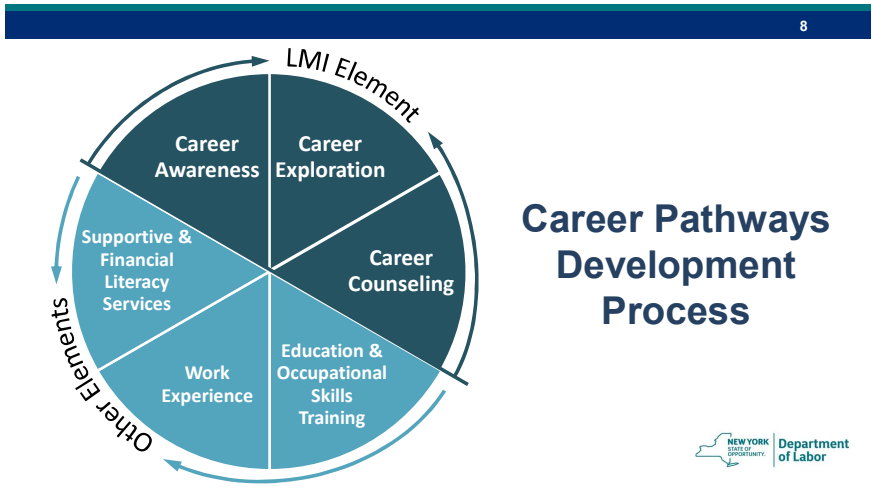 8
LMI Element
Career
Awareness
Career
Exploration
Career
Counseling
Education &
Occupational
Skills
Training
Work
Experience
Supportive &
Financial
Literacy
Services
Other Elements
Career Pathways
Development
Process
NEW YORK
STATE OF
OPPORTUNITY.
Department
of Labor